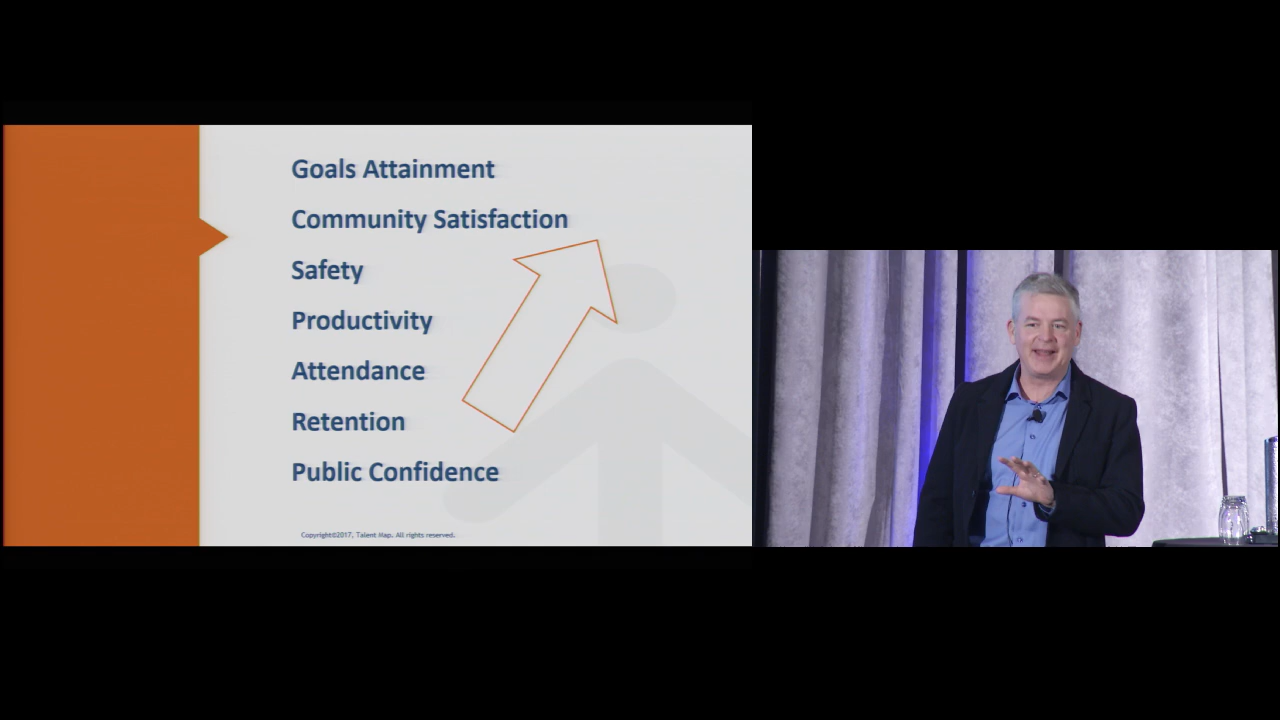 Goals Attainment
Community Satisfaction
Safety
Productivity
Attendance
Retention
Public Confidence
Copyright©2017, Talent Map. All rights reserved.